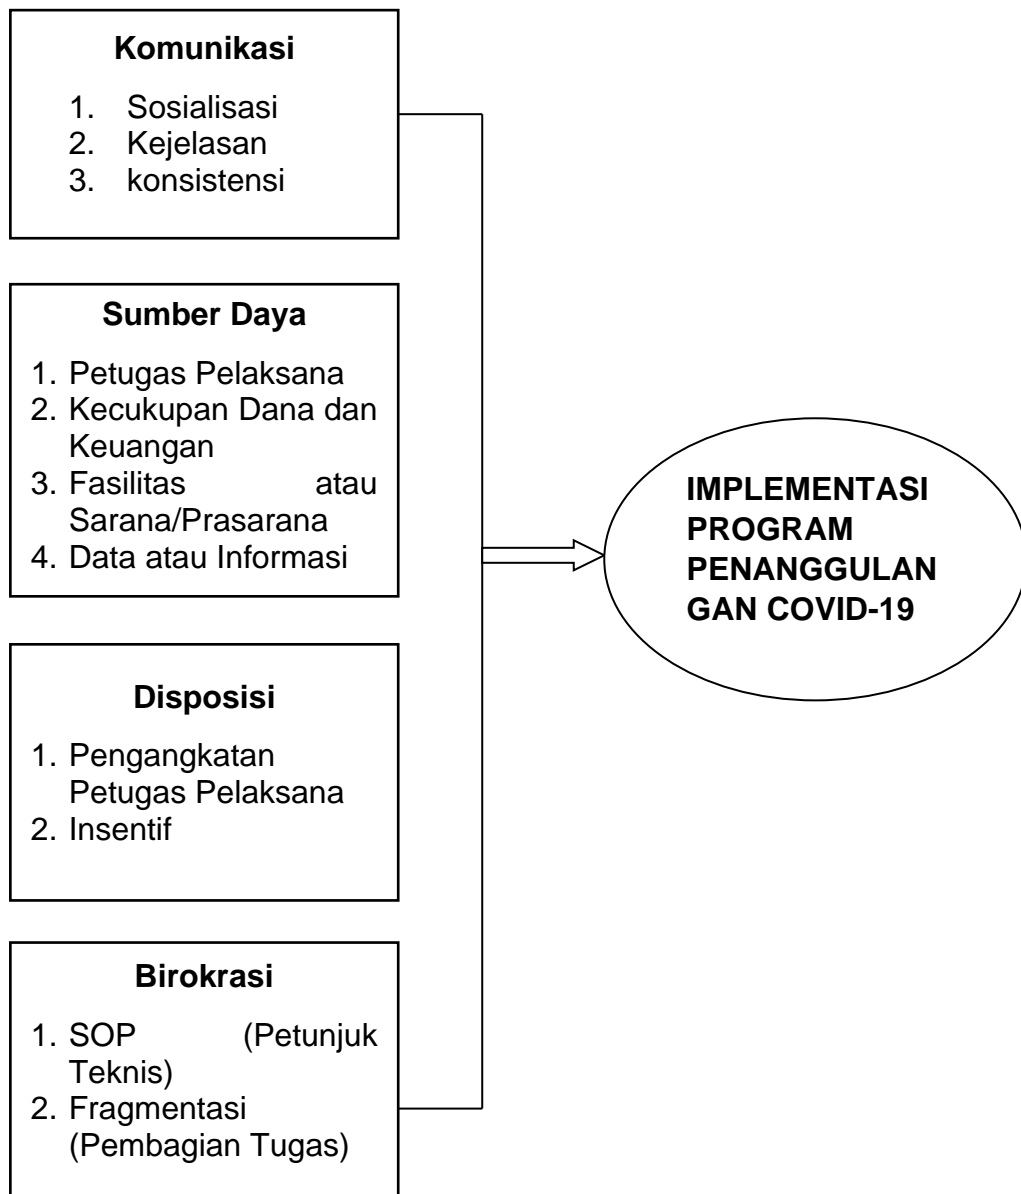 Komunikasi
1. Sosialisasi
2. Kejelasan
3. konsistensi
Sumber Daya
1. Petugas Pelaksana
2. Kecukupan Dana dan
Keuangan
3. Fasilitas atau
Sarana/Prasarana
4. Data atau Informasi
IMPLEMENTASI
PROGRAM
PENANGGULAN
GAN COVID-19
Disposisi
1. Pengangkatan
Petugas Pelaksana
2. Insentif
Birokrasi
1. SOP (Petunjuk
Teknis)
2. Fragmentasi
(Pembagian Tugas)